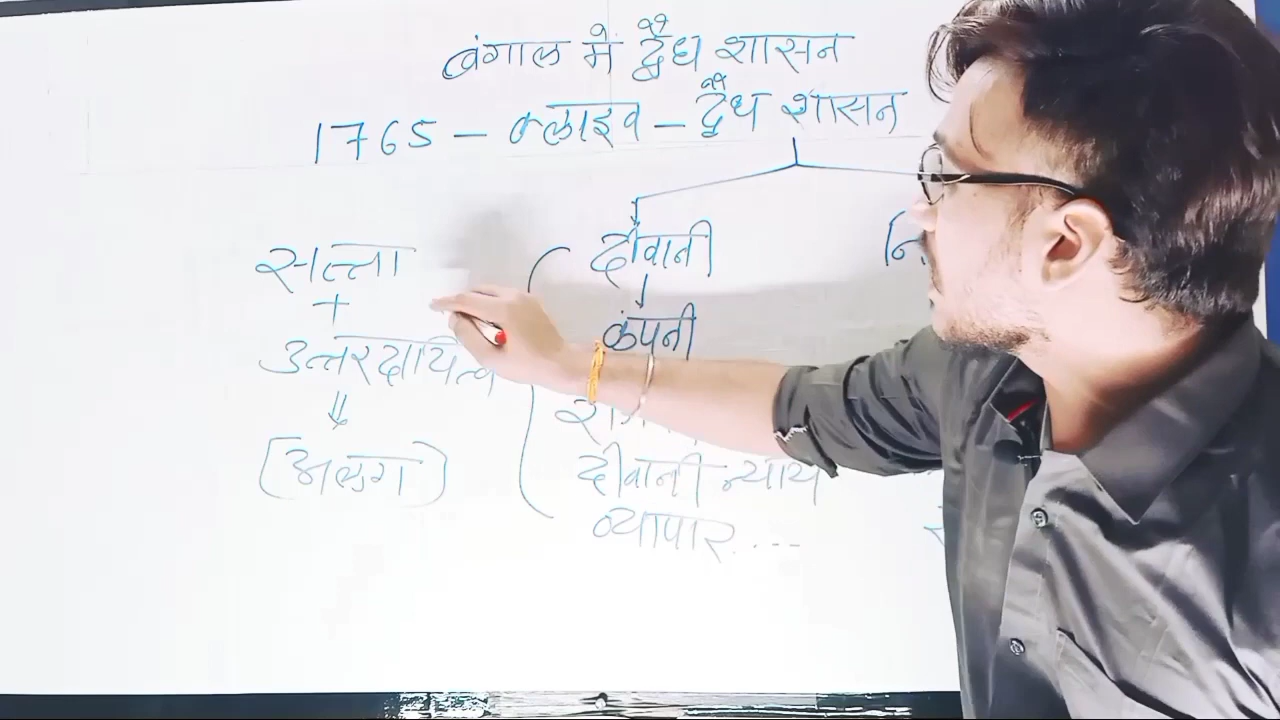 बंगाल में द्वैध शासन
1765 – क्लाइव – द्वैध शासन
सत्ता
+
उत्तरदायित्व
(अलग)
दीवानी
कंपनी
दीवानी न्याय
व्यापार....